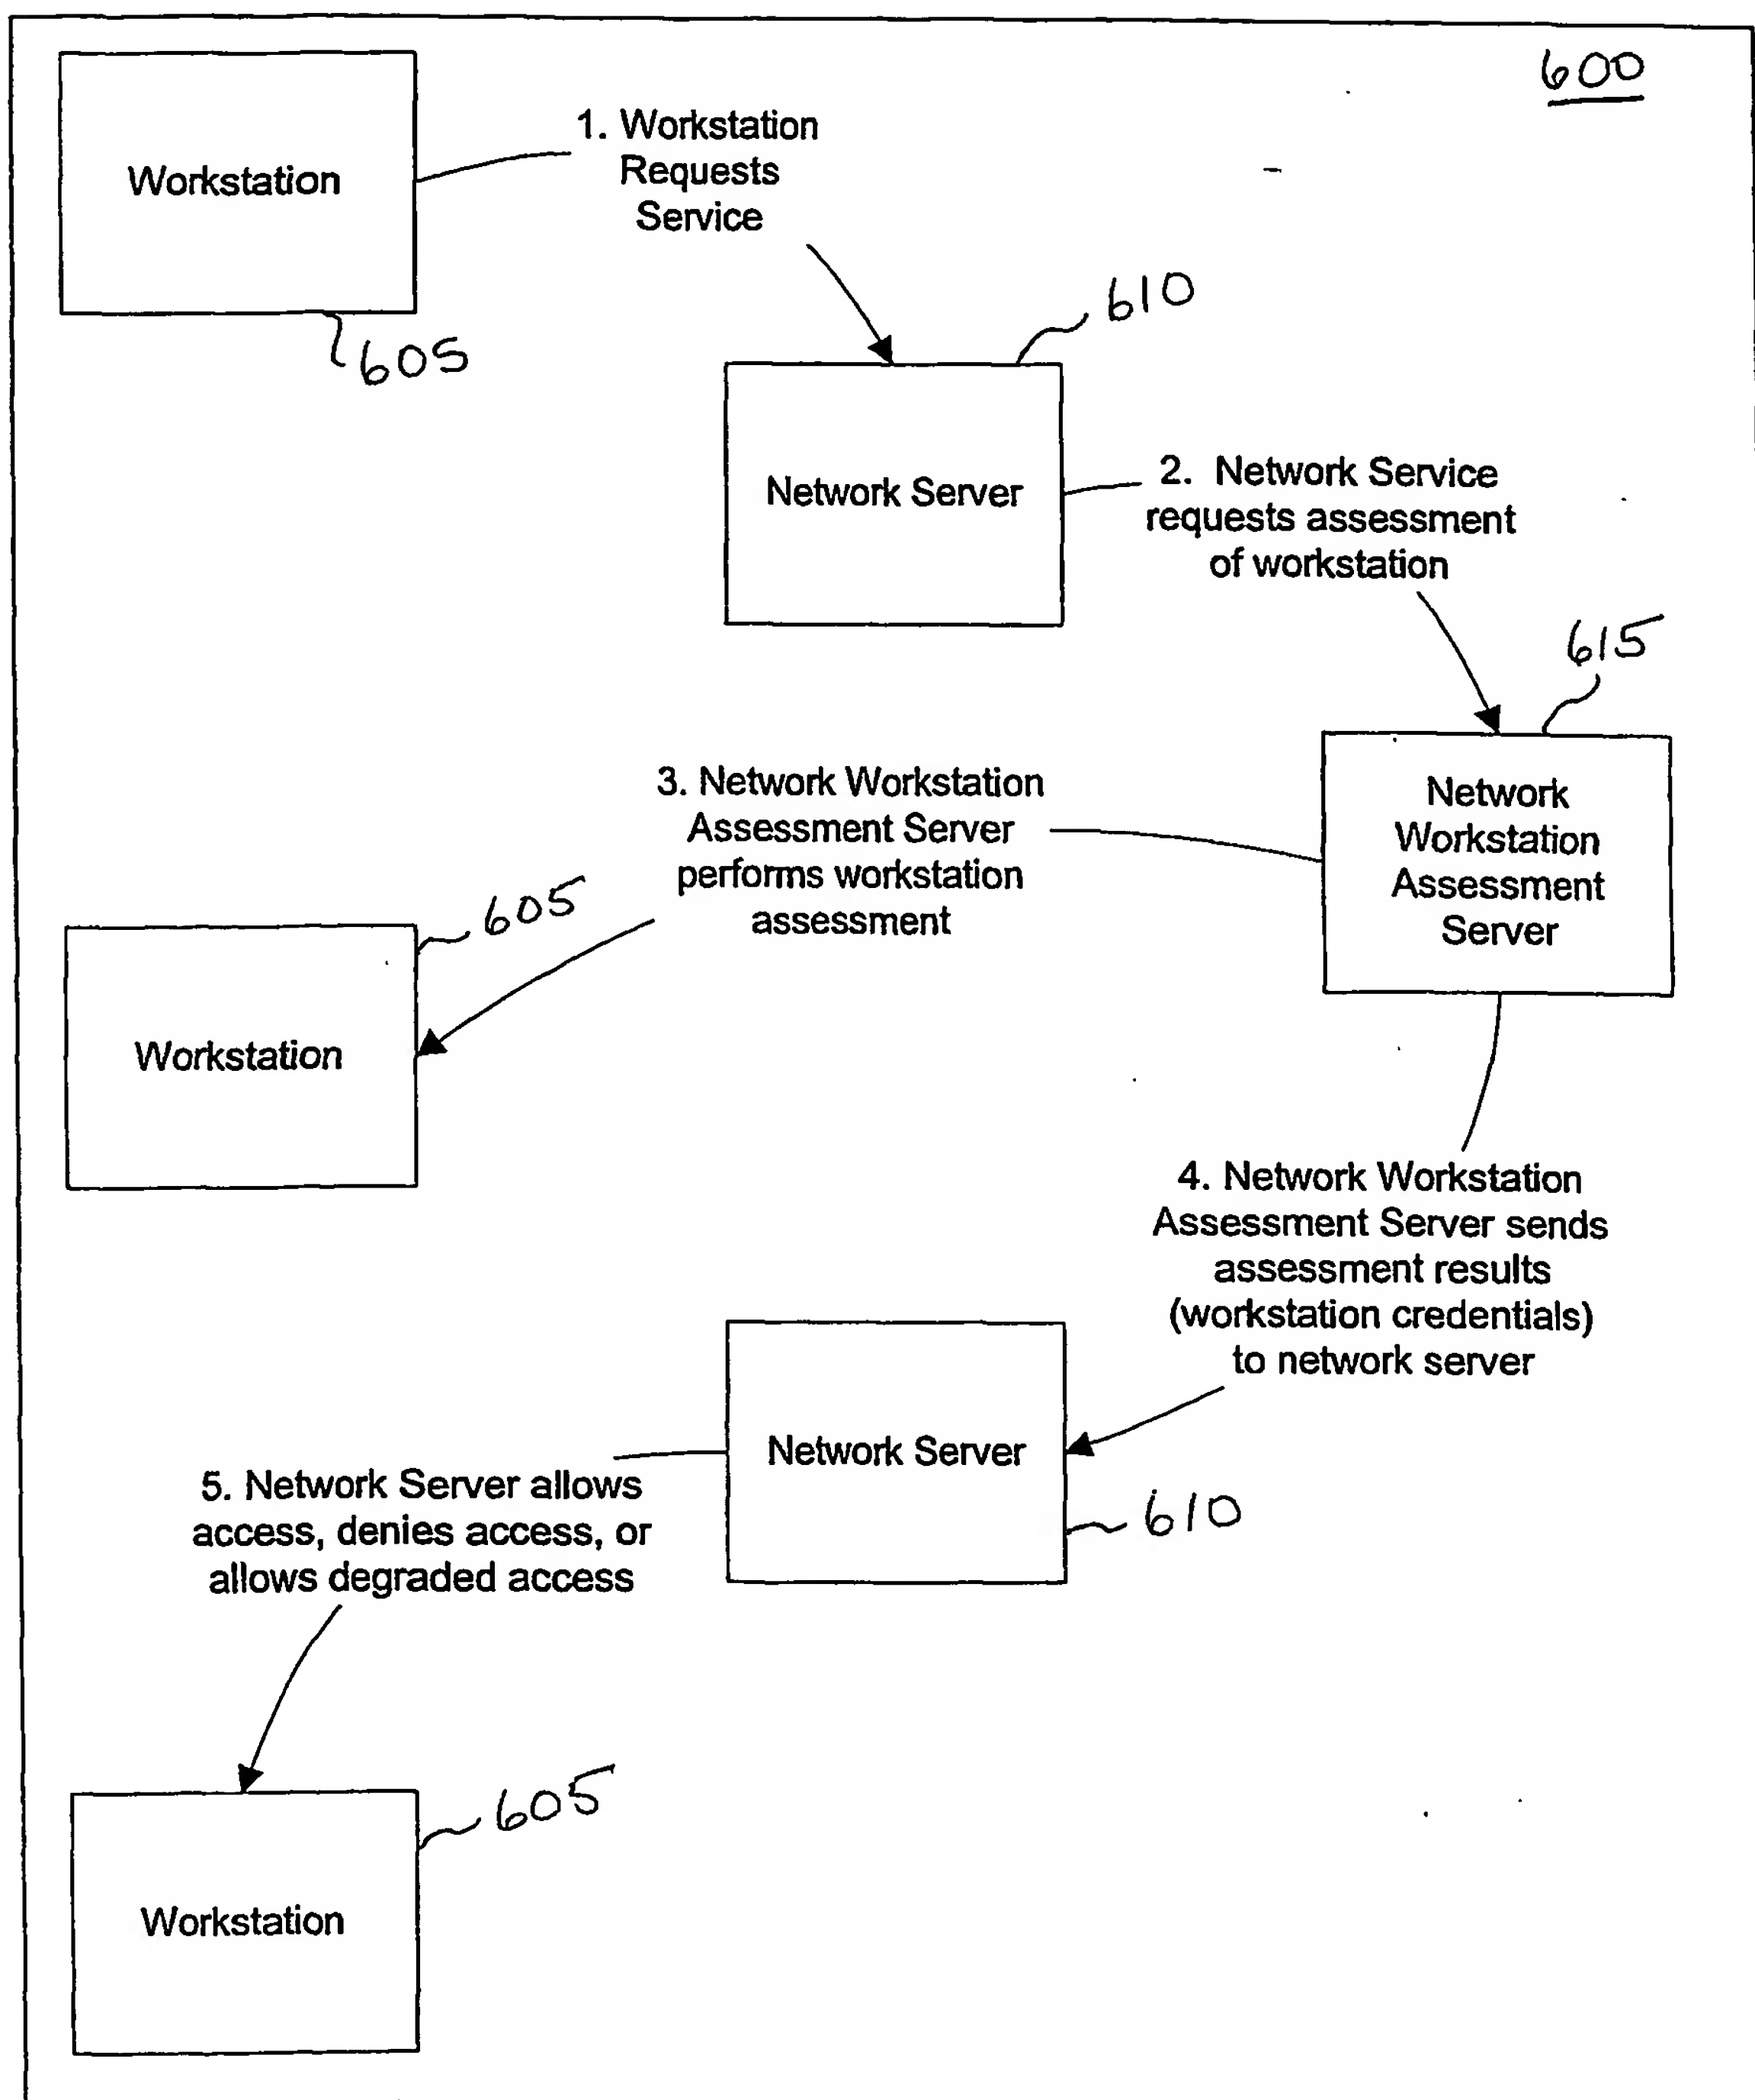 600
Workstation
1. Workstation
Requests
Service
605
610
Network Server
2. Network Service
requests assessment
of workstation
615
Network
Workstation
Assessment
Server
3. Network Workstation
Assessment Server
performs workstation
assessment
605
Workstation
4. Network Workstation
Assessment Server sends
assessment results
(workstation credentials)
to network server
Network Server
610
5. Network Server allows
access, denies access, or
allows degraded access
605
Workstation